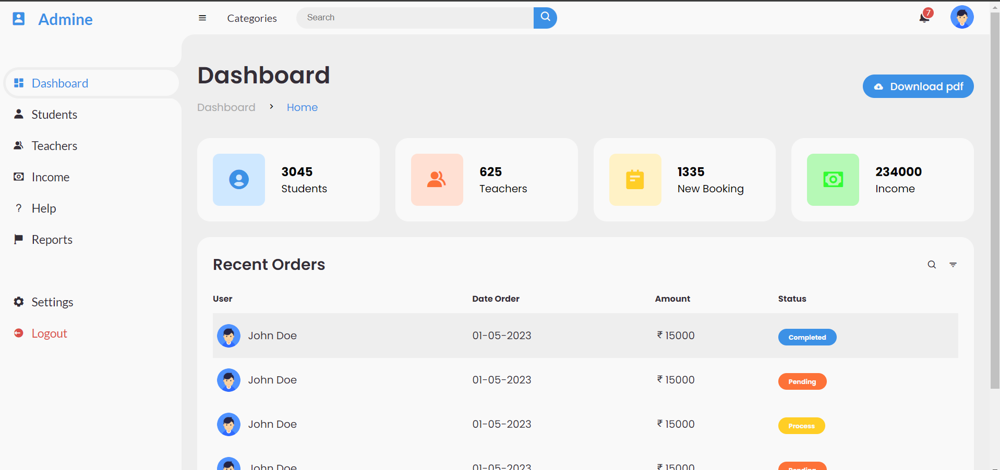 Admine
Categories
Search
7
Dashboard
Students
Teachers
Income
Help
Reports
Settings
Logout
Dashboard
Dashboard > Home
Download pdf
3045
Students
625
Teachers
1335
New Booking
234000
Income
Recent Orders
User Date Order Amount Status
John Doe 01-05-2023 ₹ 15000 Completed
John Doe 01-05-2023 ₹ 15000 Pending
John Doe 01-05-2023 ₹ 15000 Process
John Doe 01-05-2023 ₹ 15000 Pending